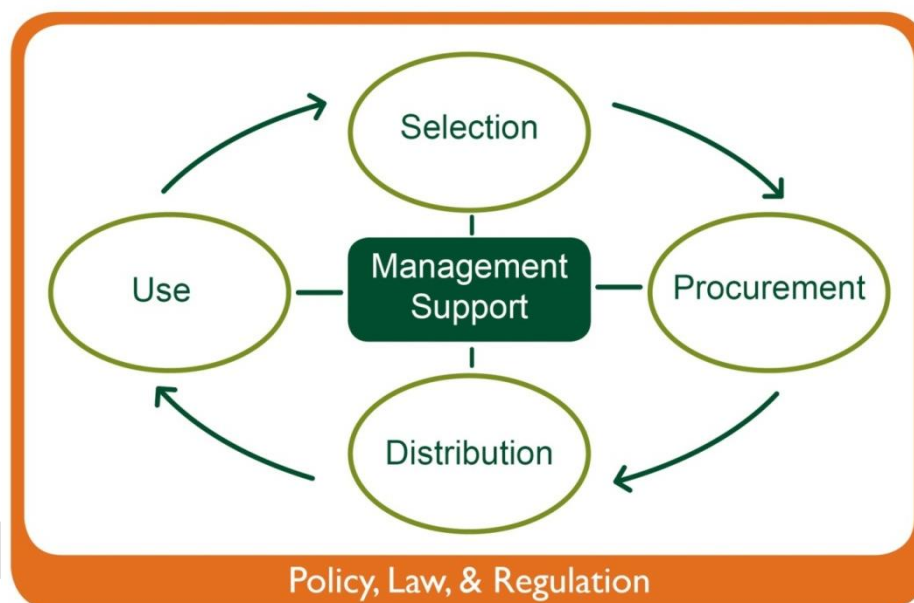 Selection
Use
Management
Support
Procurement
Distribution
Policy, Law, & Regulation